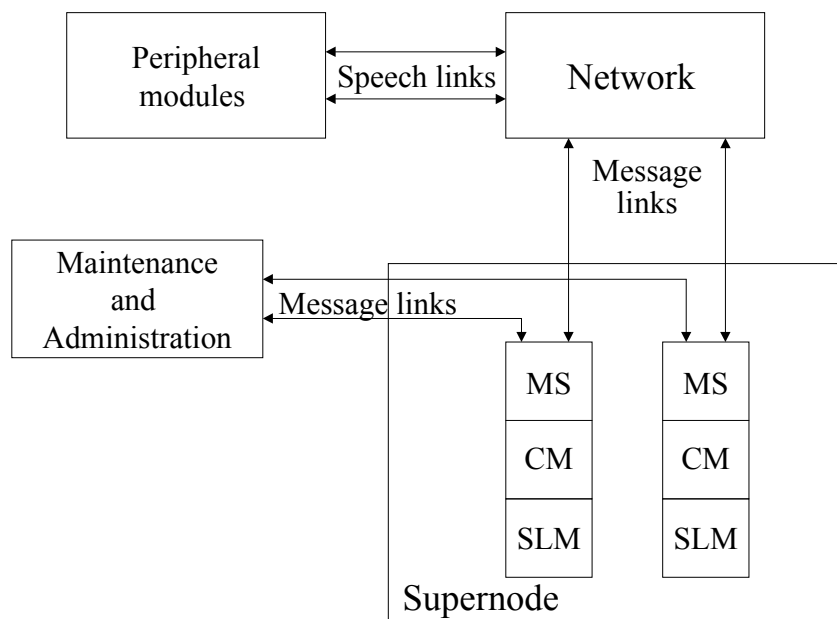 Peripheral
modules
Speech links
Network
Message
links
Maintenance
and
Administration
Message links
MS
MS
CM
CM
SLM
SLM
Supernode